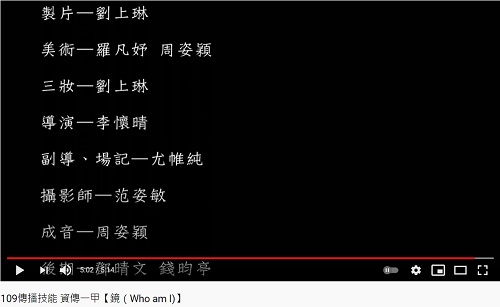 製片—劉上琳
美術—羅凡妤 周姿穎
三妝—劉上琳
導演—李懷晴
副導、場記—尤帷純
攝影師—范姿敏
成音—周姿穎
後期—鄧晴文 錢昀亭
5:02 / 5:14
109傳播技能 資傳一甲【鏡 ( Who am I)】